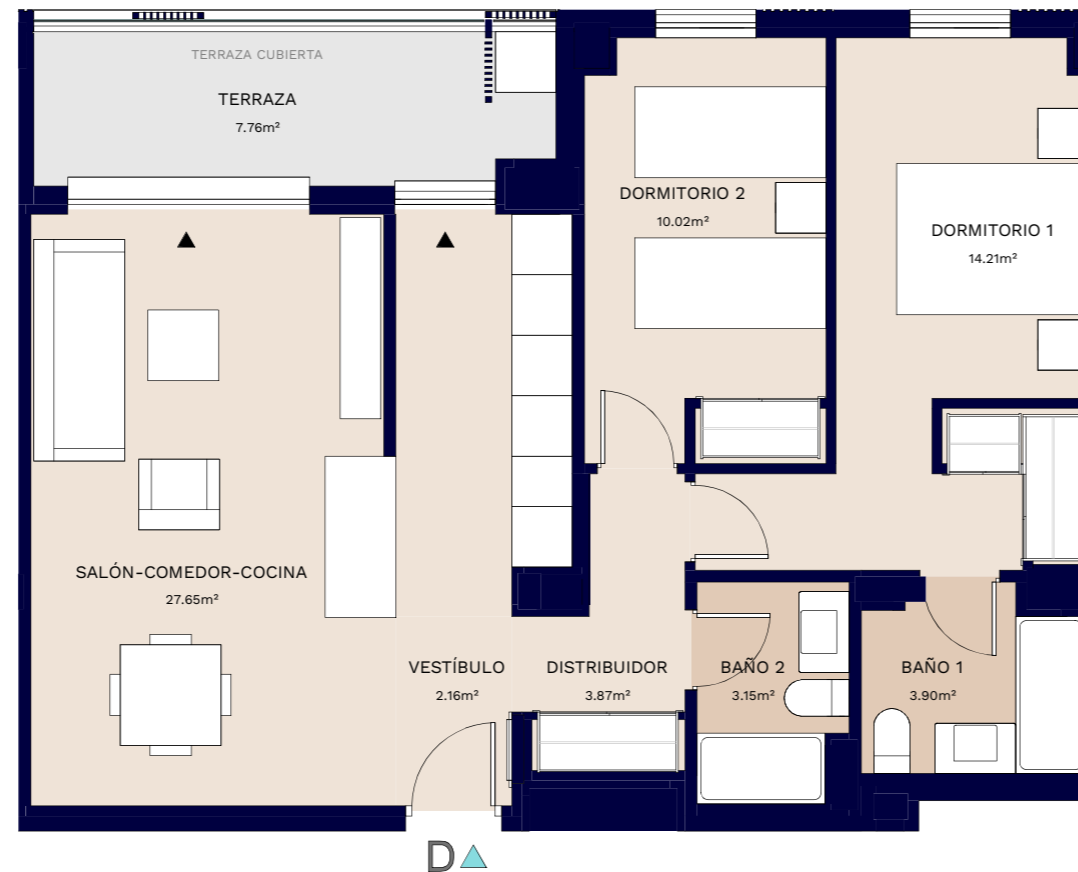 TERRAZA CUBIERTA
TERRAZA
7.76m²
DORMITORIO 2
10.02m²
DORMITORIO 1
14.21m²
SALÓN-COMEDOR-COCINA
27.65m²
VESTÍBULO
2.16m²
DISTRIBUIDOR
3.87m²
BAÑO 2
3.15m²
BAÑO 1
3.90m²
D